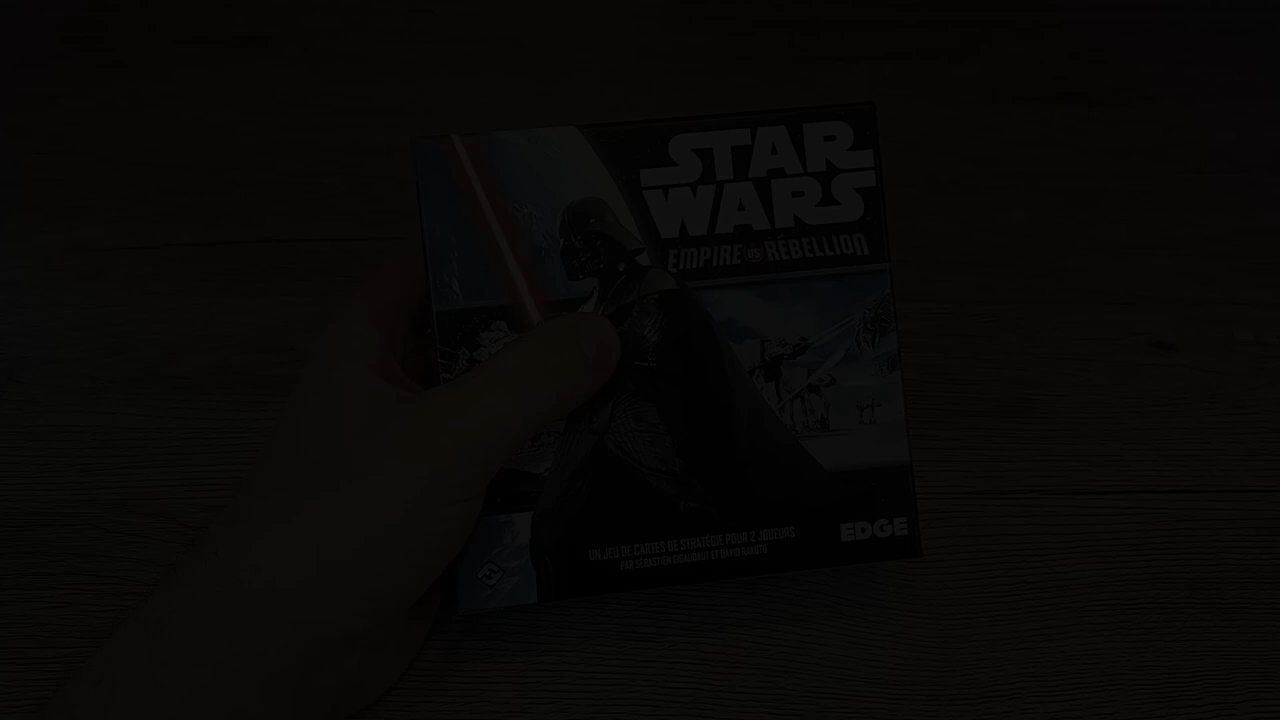 STAR
WARS
EMPIRE VS RÉBELLION
UN JEU DE CARTES DE STRATÉGIE POUR 2 JOUEURS
PAR SÉBASTIEN GIGAUDAUT ET DAVID RAKOTO
EDGE